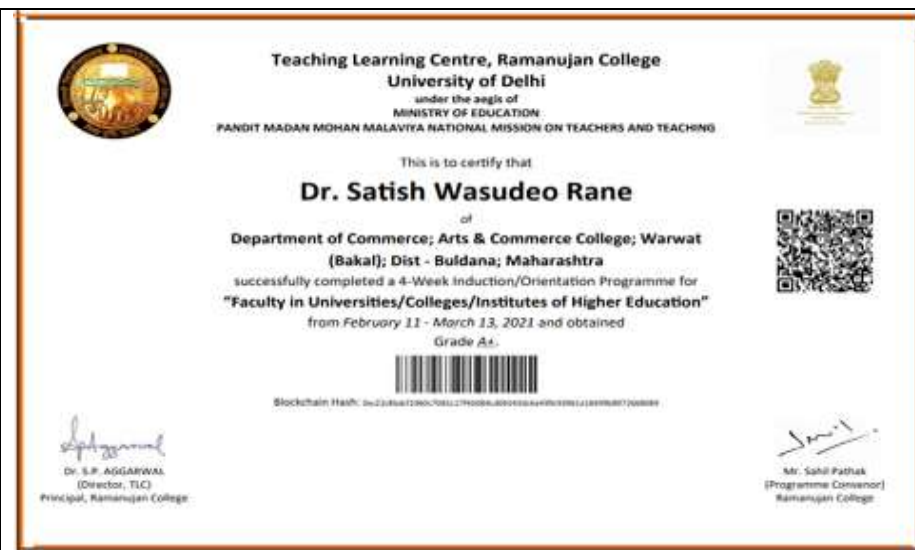 Teaching Learning Centre, Ramanujan College
University of Delhi
under the aegis of
MINISTRY OF EDUCATION
PANDIT MADAN MOHAN MALAVIYA NATIONAL MISSION ON TEACHERS AND TEACHING
This is to certify that
Dr. Satish Wasudeo Rane
of
Department of Commerce; Arts & Commerce College; Warwat
(Bakal); Dist - Buldana; Maharashtra
successfully completed a 4-Week Induction/Orientation Programme for
"Faculty in Universities/Colleges/Institutes of Higher Education"
from February 11 - March 13, 2021 and obtained
Grade A+.
Blockchain Hash:
Dr. S.P. AGGARWAL
(Director, TLC)
Principal, Ramanujan College
Mr. Sahil Pathak
(Programme Convenor)
Ramanujan College